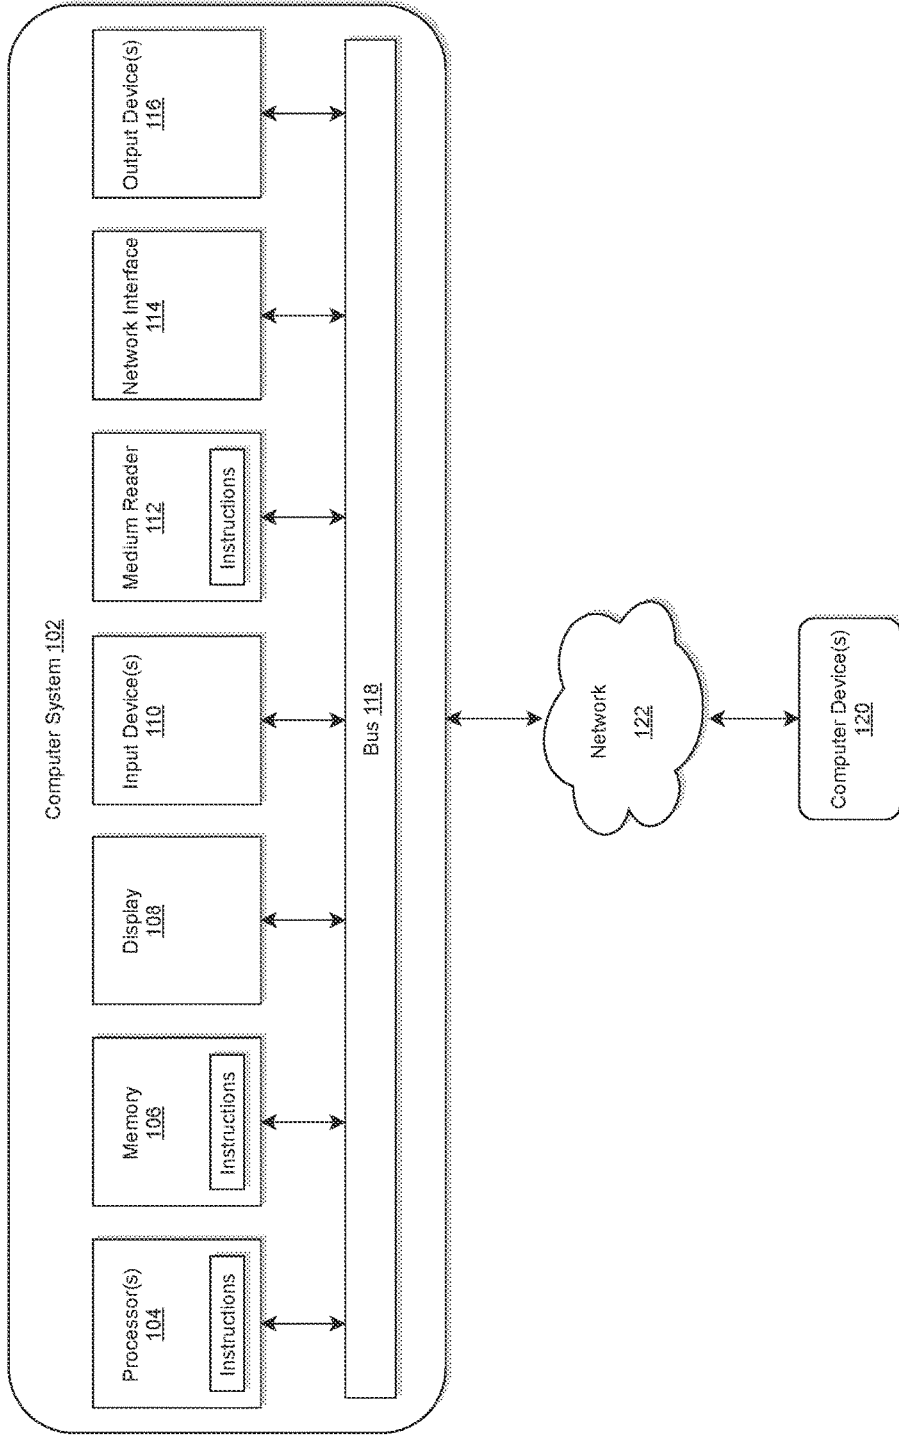 Computer System 102
Processor(s)
104
Instructions
Memory
106
Instructions
Display
108
Input Device(s)
110
Medium Reader
112
Instructions
Network Interface
114
Output Device(s)
116
Bus 118
Network
122
Computer Device(s)
120